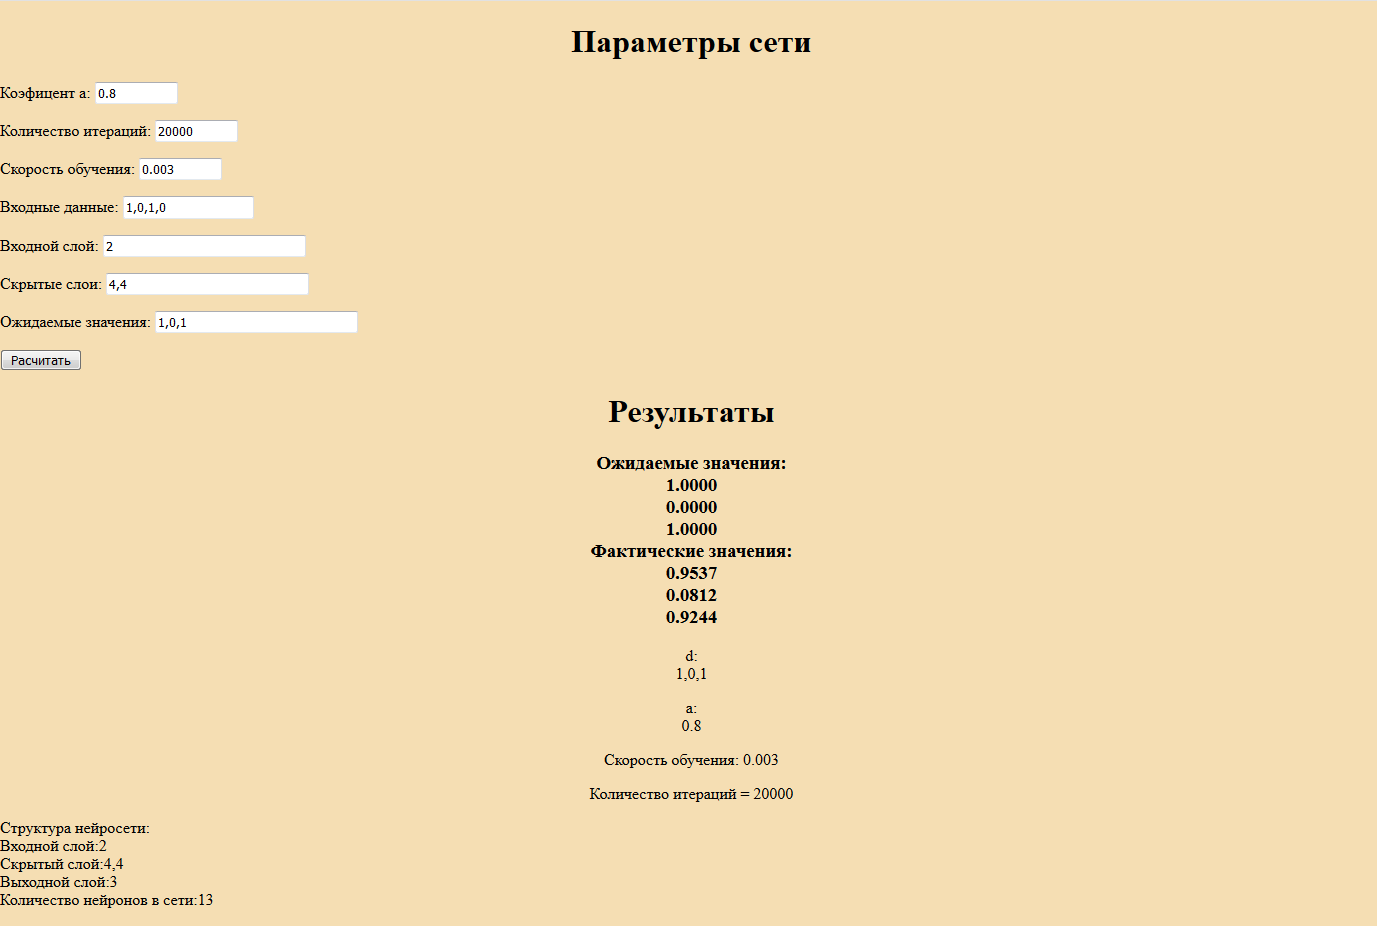 Параметры сети
Коэфицент a: 0.8
Количество итераций: 20000
Скорость обучения: 0.003
Входные данные: 1,0,1,0
Входной слой: 2
Скрытые слои: 4,4
Ожидаемые значения: 1,0,1
Расчитать
Результаты
Ожидаемые значения:
1.0000
0.0000
1.0000
Фактические значения:
0.9537
0.0812
0.9244
d:
1,0,1
a:
0.8
Скорость обучения: 0.003
Количество итераций = 20000
Структура нейросети:
Входной слой:2
Скрытый слой:4,4
Выходной слой:3
Количество нейронов в сети:13